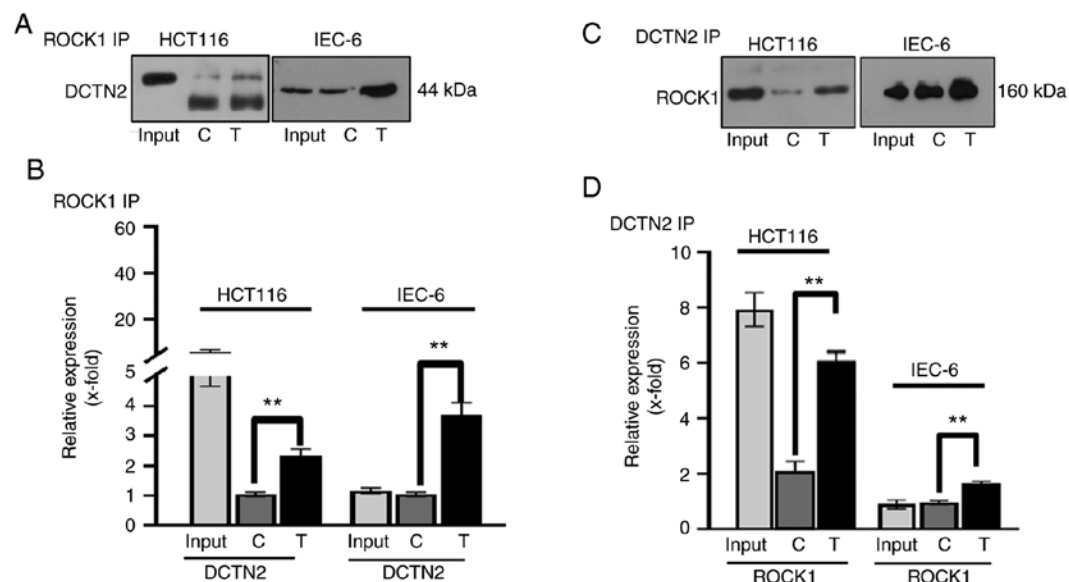 A
ROCK1 IP
HCT116
IEC-6
DCTN2
44 kDa
Input C T
Input C T
B
ROCK1 IP
Relative expression
(x-fold)
60
40
20
5
4
3
2
1
0
HCT116
IEC-6
**
**
Input C T
Input C T
DCTN2
DCTN2
C
DCTN2 IP
HCT116
IEC-6
ROCK1
160 kDa
Input C T
Input C T
D
DCTN2 IP
Relative expression
(x-fold)
10
8
6
4
2
0
HCT116
**
IEC-6
**
Input C T
Input C T
ROCK1
ROCK1